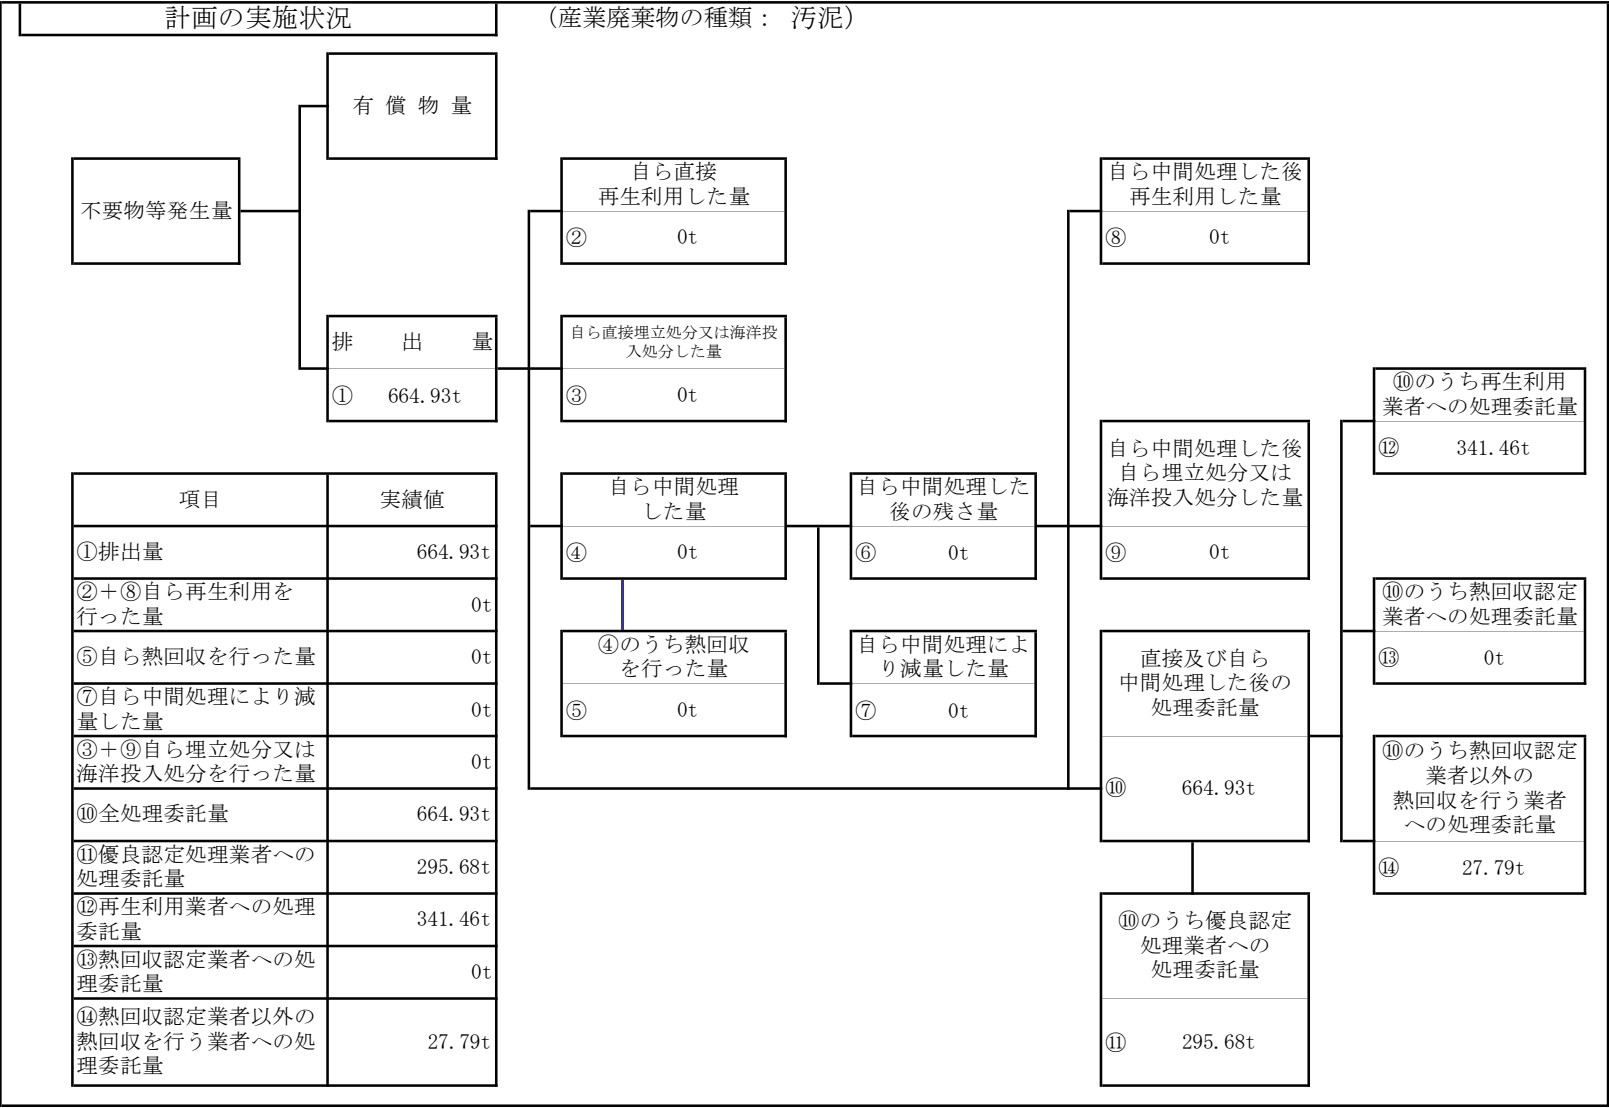 計画の実施状況
（産業廃棄物の種類： 汚泥）
有 償 物 量
不要物等発生量
自ら直接
再生利用した量
② 0t
自ら中間処理した後
再生利用した量
⑧ 0t
排 出 量
① 664.93t
自ら直接埋立処分又は海洋投
入処分した量
③ 0t
⑩のうち再生利用
業者への処理委託量
⑫ 341.46t
自ら中間処理
した量
④ 0t
自ら中間処理した
後の残さ量
⑥ 0t
自ら中間処理した後
自ら埋立処分又は
海洋投入処分した量
⑨ 0t
⑩のうち熱回収認定
業者への処理委託量
⑬ 0t
④のうち熱回収
を行った量
⑤ 0t
自ら中間処理によ
り減量した量
⑦ 0t
直接及び自ら
中間処理した後の
処理委託量
⑩ 664.93t
⑩のうち熱回収認定
業者以外の
熱回収を行う業者
への処理委託量
⑭ 27.79t
⑩のうち優良認定
処理業者への
処理委託量
⑪ 295.68t
項目 実績値
①排出量 664.93t
②＋⑧自ら再生利用を
行った量 0t
⑤自ら熱回収を行った量 0t
⑦自ら中間処理により減
量した量 0t
③＋⑨自ら埋立処分又は
海洋投入処分を行った量 0t
⑩全処理委託量 664.93t
⑪優良認定処理業者への
処理委託量 295.68t
⑫再生利用業者への処理
委託量 341.46t
⑬熱回収認定業者への処
理委託量 0t
⑭熱回収認定業者以外の
熱回収を行う業者への処
理委託量 27.79t